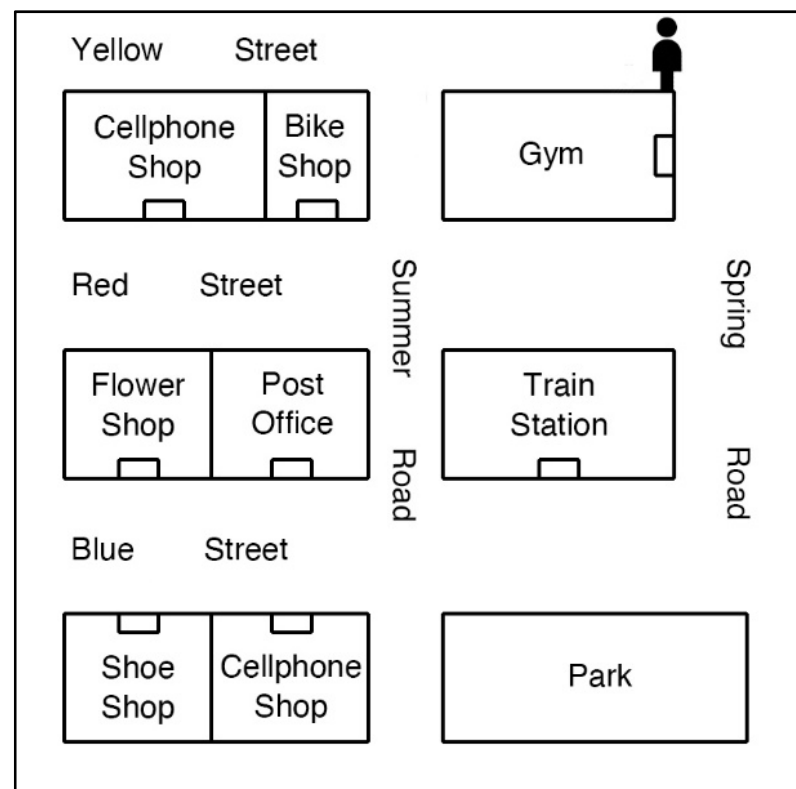 Yellow Street
Cellphone
Shop
Bike
Shop
Gym
Red Street
Summer Road
Spring Road
Flower
Shop
Post
Office
Train
Station
Blue Street
Shoe
Shop
Cellphone
Shop
Park